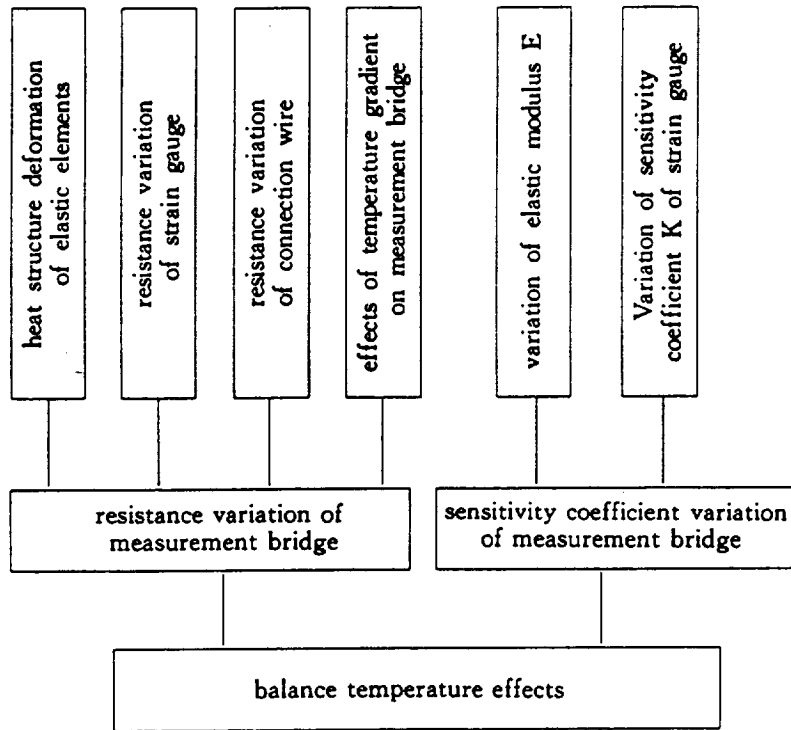 heat structure deformation
of elastic elements
resistance variation
of strain gauge
resistance variation
of connection wire
effects of temperature gradient
on measurement bridge
variation of elastic modulus E
Variation of sensitivity
coefficient K of strain gauge
resistance variation of
measurement bridge
sensitivity coefficient variation
of measurement bridge
balance temperature effects